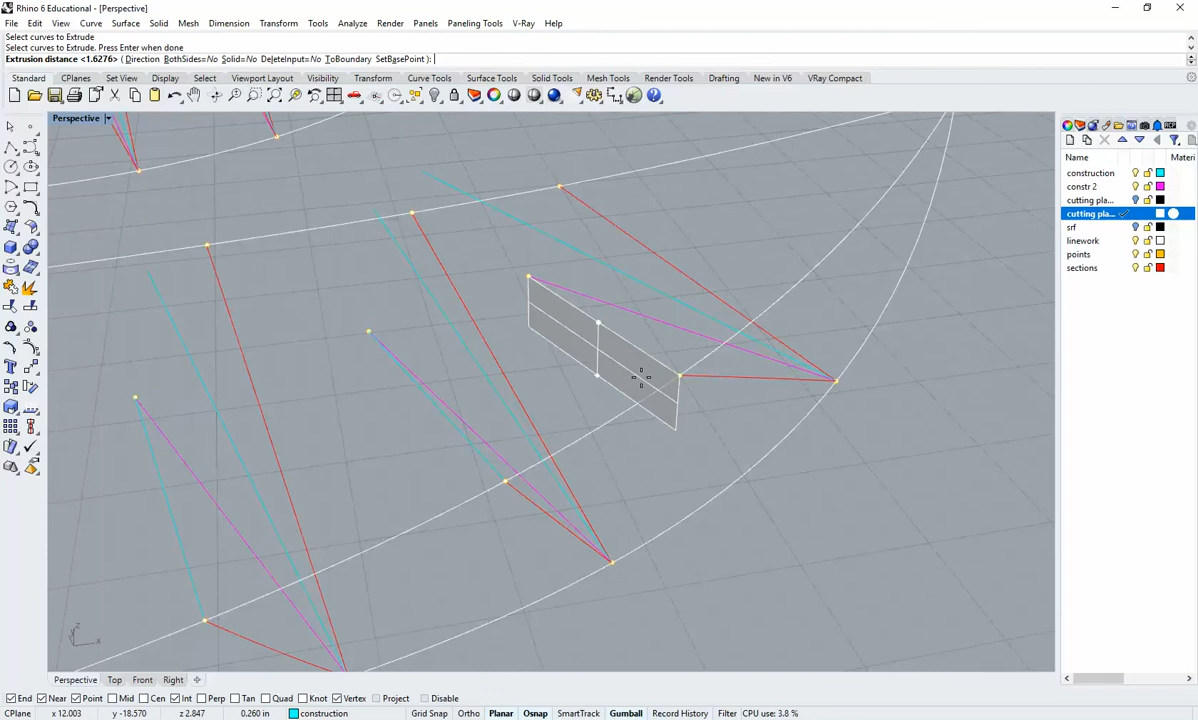 Rhino 6 Educational - [Perspective]
File Edit View Curve Surface Solid Mesh Dimension Transform Tools Analyze Render Panels Paneling Tools V-Ray Help
Select curves to Extrude
Select curves to Extrude. Press Enter when done
Extrusion distance <1.6276> ( Direction BothSides=No Solid=No DeleteInput=No ToBoundary SetBasePoint ):
Standard CPlanes Set View Display Select Viewport Layout Visibility Transform Curve Tools Surface Tools Solid Tools Mesh Tools Render Tools Drafting New in V6 VRay Compact
Perspective
Name Materi
construction
constr 2
cutting pla...
cutting pla...
srf
linework
points
sections
z
x
Perspective Top Front Right
End Near Point Mid Cen Int Perp Tan Quad Knot Vertex Project Disable
CPlane x 12.003 y -18.570 z 2.847 0.260 in construction Grid Snap Ortho Planar Osnap SmartTrack Gumball Record History Filter CPU use: 3.8 %